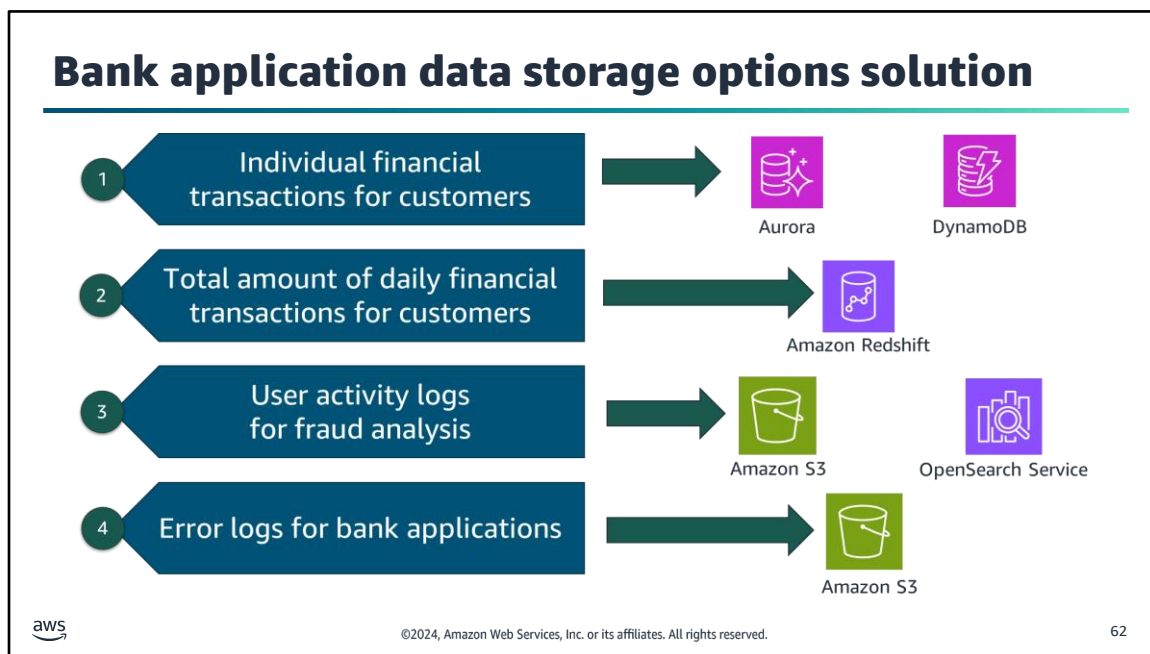 Bank application data storage options solution
1
Individual financial
transactions for customers
Aurora
DynamoDB
2
Total amount of daily financial
transactions for customers
Amazon Redshift
3
User activity logs
for fraud analysis
Amazon S3
OpenSearch Service
4
Error logs for bank applications
Amazon S3
aws
©2024, Amazon Web Services, Inc. or its affiliates. All rights reserved.
62